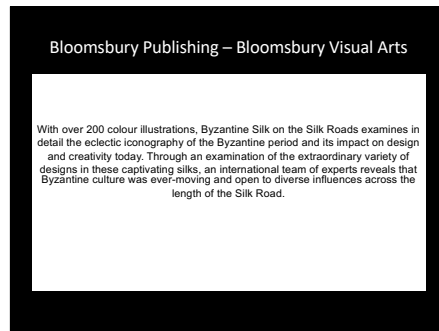 Bloomsbury Publishing – Bloomsbury Visual Arts
With over 200 colour illustrations, Byzantine Silk on the Silk Roads examines in
detail the eclectic iconography of the Byzantine period and its impact on design
and creativity today. Through an examination of the extraordinary variety of
designs in these captivating silks, an international team of experts reveals that
Byzantine culture was ever-moving and open to diverse influences across the
length of the Silk Road.